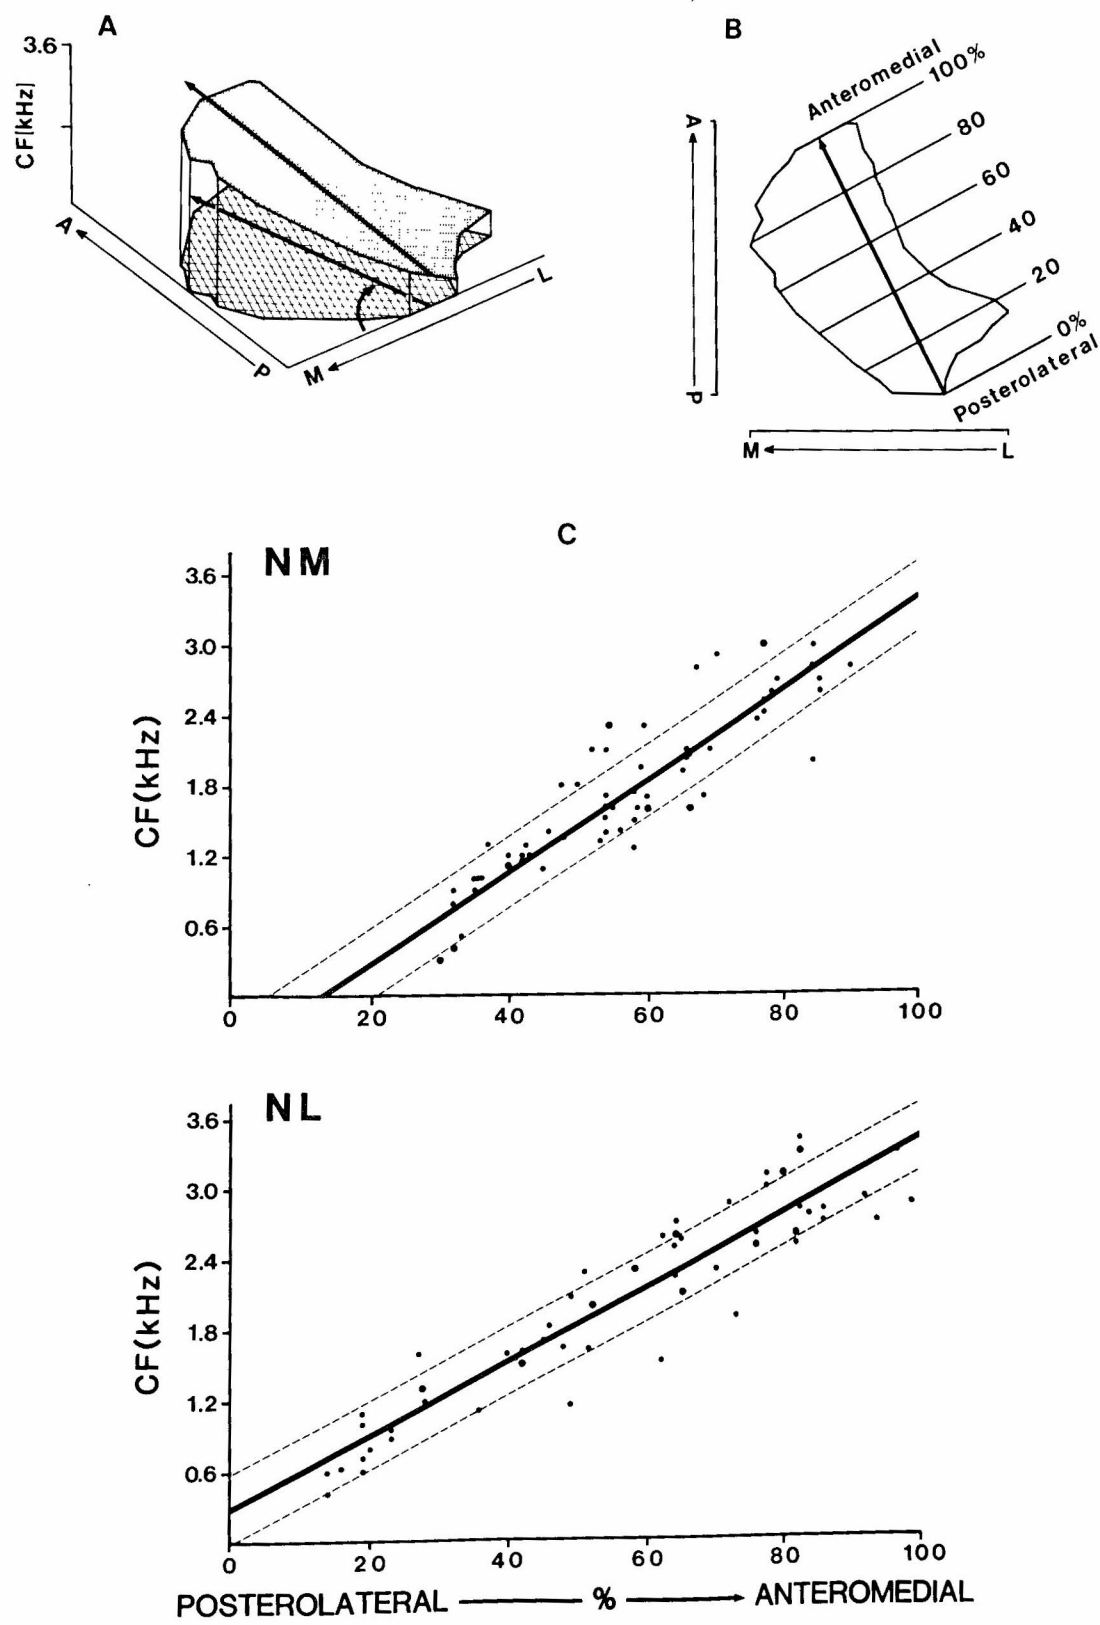 A
3.6
CF[kHz]
A
P
M
L
B
Anteromedial
100%
80
60
40
20
0%
Posterolateral
A
P
M
L
C
NM
3.6
3.0
2.4
1.8
1.2
0.6
CF(kHz)
0 20 40 60 80 100
NL
3.6
3.0
2.4
1.8
1.2
0.6
CF(kHz)
0 20 40 60 80 100
POSTEROLATERAL % ANTEROMEDIAL